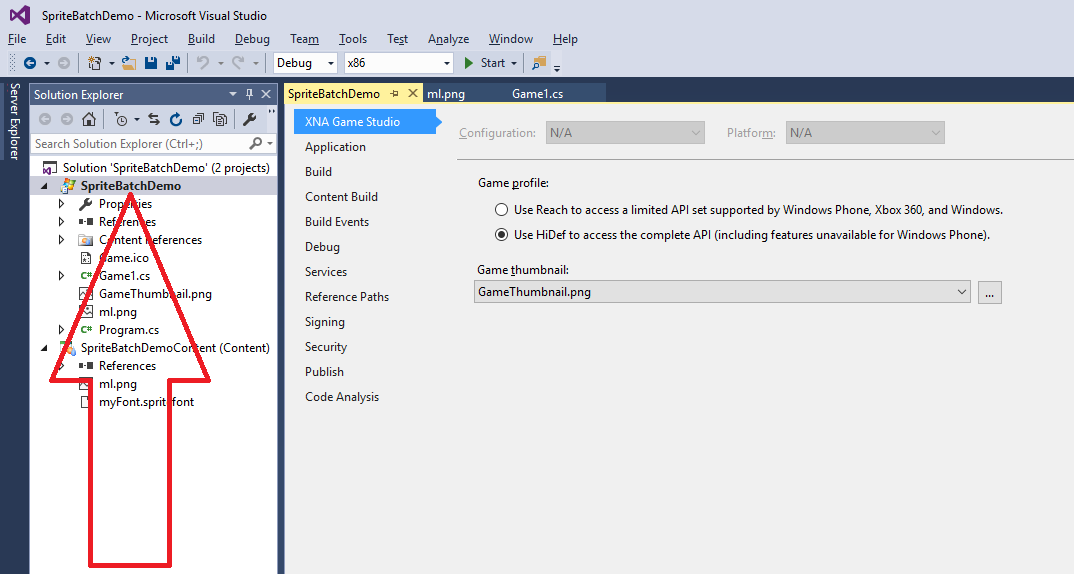 SpriteBatchDemo - Microsoft Visual Studio
File Edit View Project Build Debug Team Tools Test Analyze Window Help
Debug x86 Start
Server Explorer
Solution Explorer
Search Solution Explorer (Ctrl+;)
Solution 'SpriteBatchDemo' (2 projects)
SpriteBatchDemo
Properties
References
Content References
Game.ico
C# Game1.cs
GameThumbnail.png
ml.png
C# Program.cs
SpriteBatchDemoContent (Content)
References
ml.png
myFont.spritefont
SpriteBatchDemo ml.png Game1.cs
XNA Game Studio
Application
Build
Content Build
Build Events
Debug
Services
Reference Paths
Signing
Security
Publish
Code Analysis
Configuration: N/A Platform: N/A
Game profile:
Use Reach to access a limited API set supported by Windows Phone, Xbox 360, and Windows.
Use HiDef to access the complete API (including features unavailable for Windows Phone).
Game thumbnail:
GameThumbnail.png ...